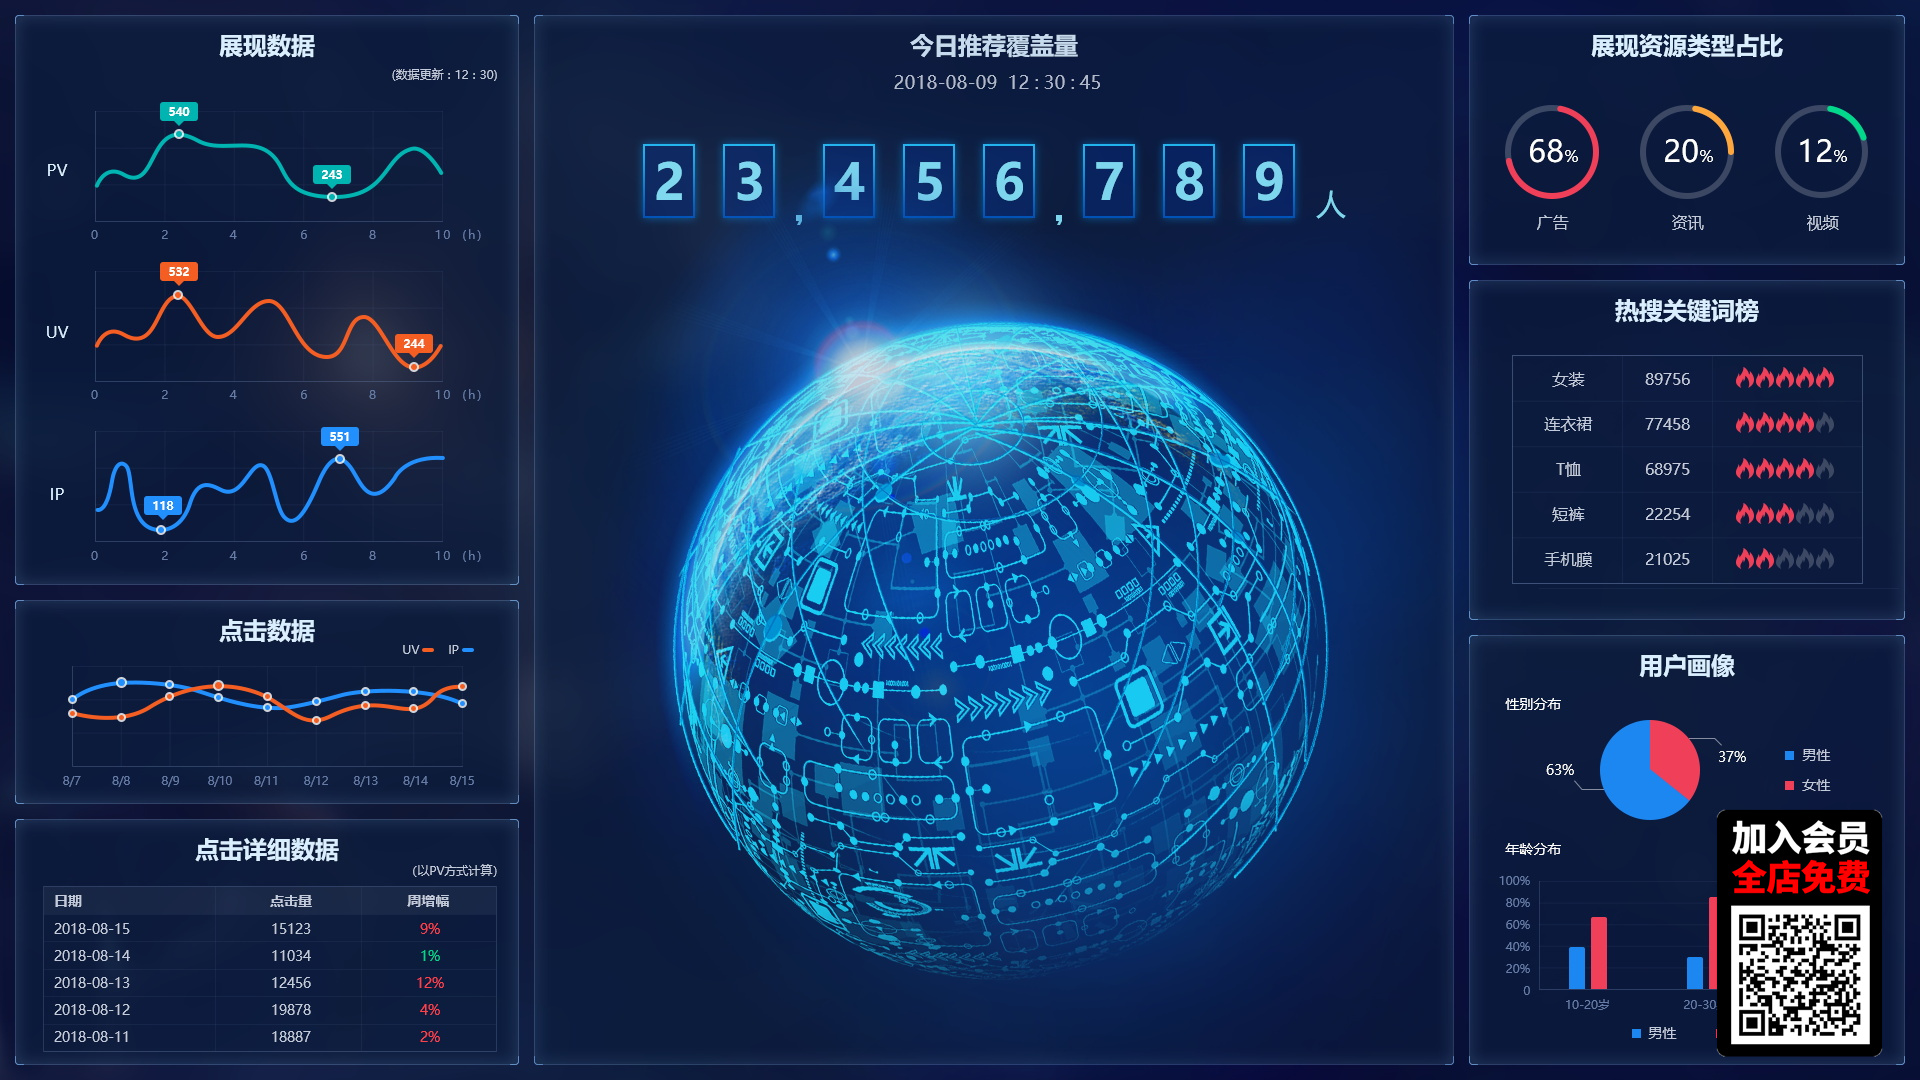 展现数据
(数据更新：12：30)
PV
540
243
0 2 4 6 8 10 (h)
UV
532
244
0 2 4 6 8 10 (h)
IP
551
118
0 2 4 6 8 10 (h)
点击数据
UV IP
8/7 8/8 8/9 8/10 8/11 8/12 8/13 8/14 8/15
点击详细数据
(以PV方式计算)
日期 点击量 周增幅
2018-08-15 15123 9%
2018-08-14 11034 1%
2018-08-13 12456 12%
2018-08-12 19878 4%
2018-08-11 18887 2%
今日推荐覆盖量
2018-08-09 12：30：45
23,456,789人
展现资源类型占比
68% 20% 12%
广告 资讯 视频
热搜关键词榜
女装 89756
连衣裙 77458
T恤 68975
短裤 22254
手机膜 21025
用户画像
性别分布
37%
63%
男性
女性
年龄分布
100%
80%
60%
40%
20%
0
10-20岁 20-30
男性
加入会员
全店免费